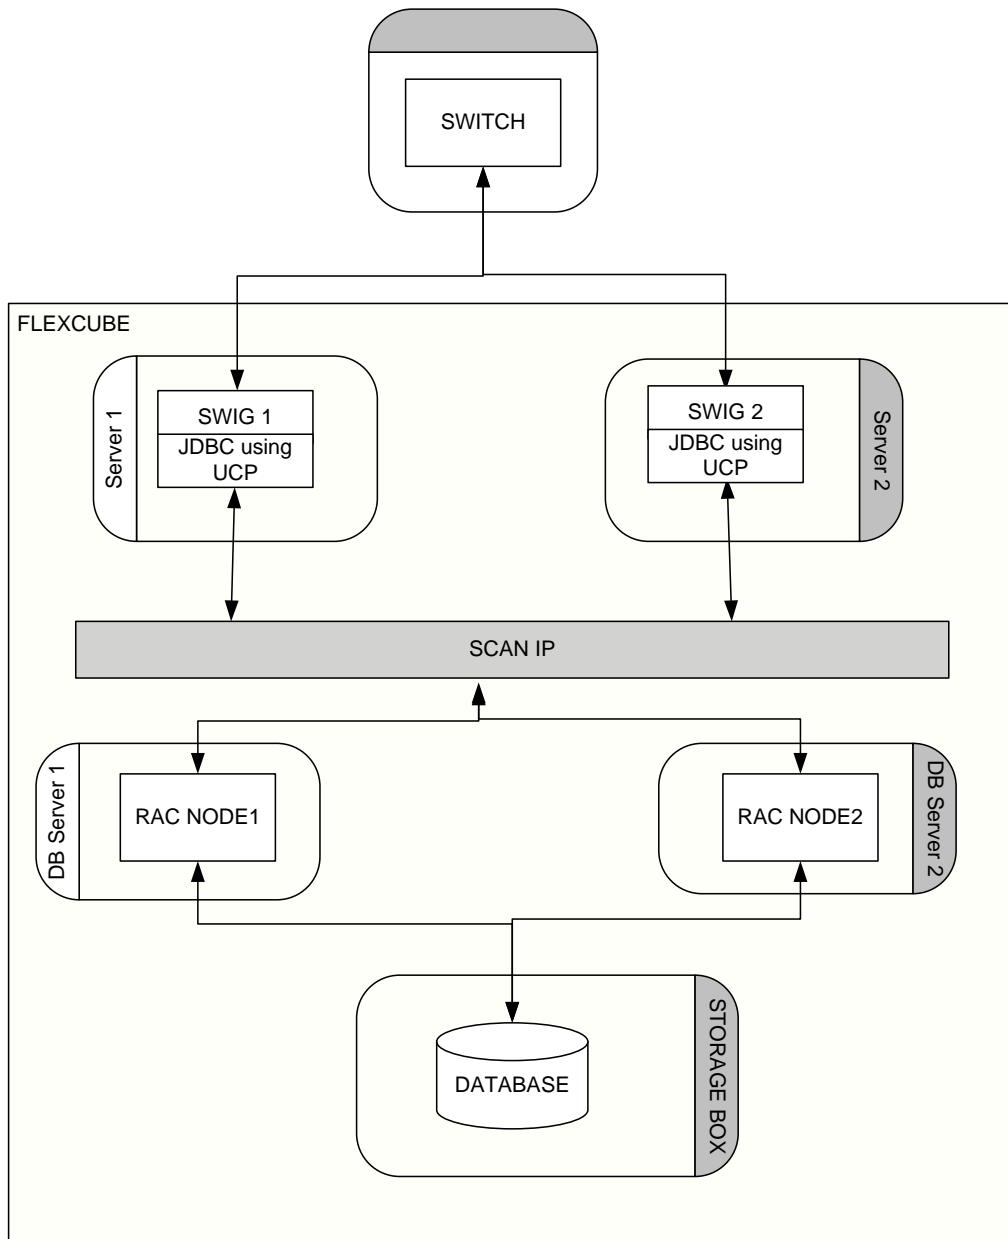 SWITCH
FLEXCUBE
Server 1
SWIG 1
JDBC using
UCP
SWIG 2
JDBC using
UCP
Server 2
SCAN IP
DB Server 1
RAC NODE1
RAC NODE2
DB Server 2
DATABASE
STORAGE BOX